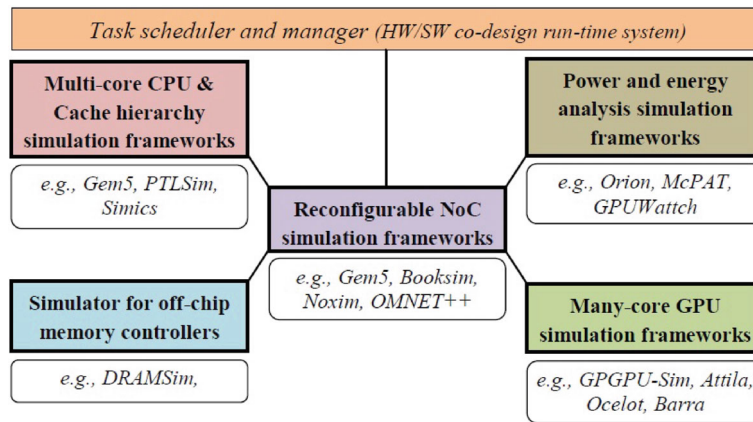 Task scheduler and manager (HW/SW co-design run-time system)
Multi-core CPU &
Cache hierarchy
simulation frameworks
e.g., Gem5, PTLSim,
Simics
Power and energy
analysis simulation
frameworks
e.g., Orion, McPAT,
GPUWattch
Reconfigurable NoC
simulation frameworks
e.g., Gem5, Booksim,
Noxim, OMNET++
Simulator for off-chip
memory controllers
e.g., DRAMSim,
Many-core GPU
simulation frameworks
e.g., GPGPU-Sim, Attila,
Ocelot, Barra